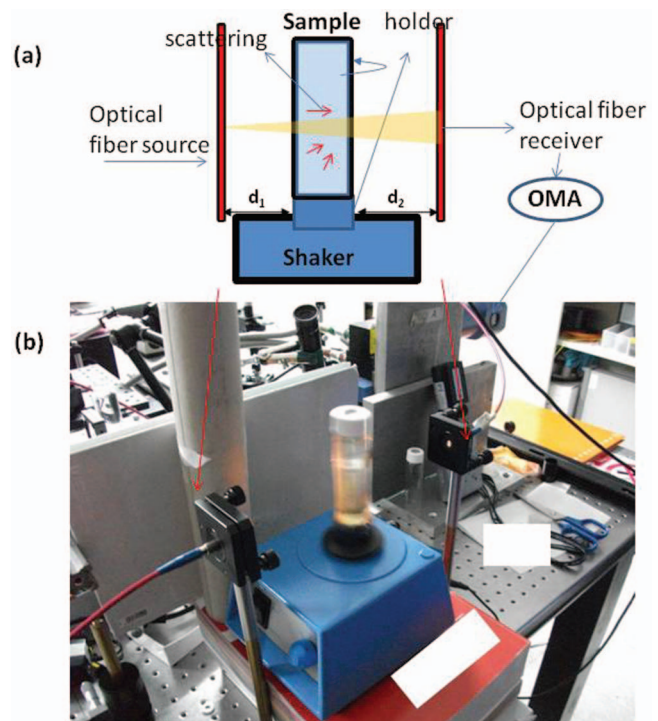 Sample
holder
scattering
(a)
Optical
fiber source
Optical fiber
receiver
OMA
d₁
d₂
Shaker
(b)